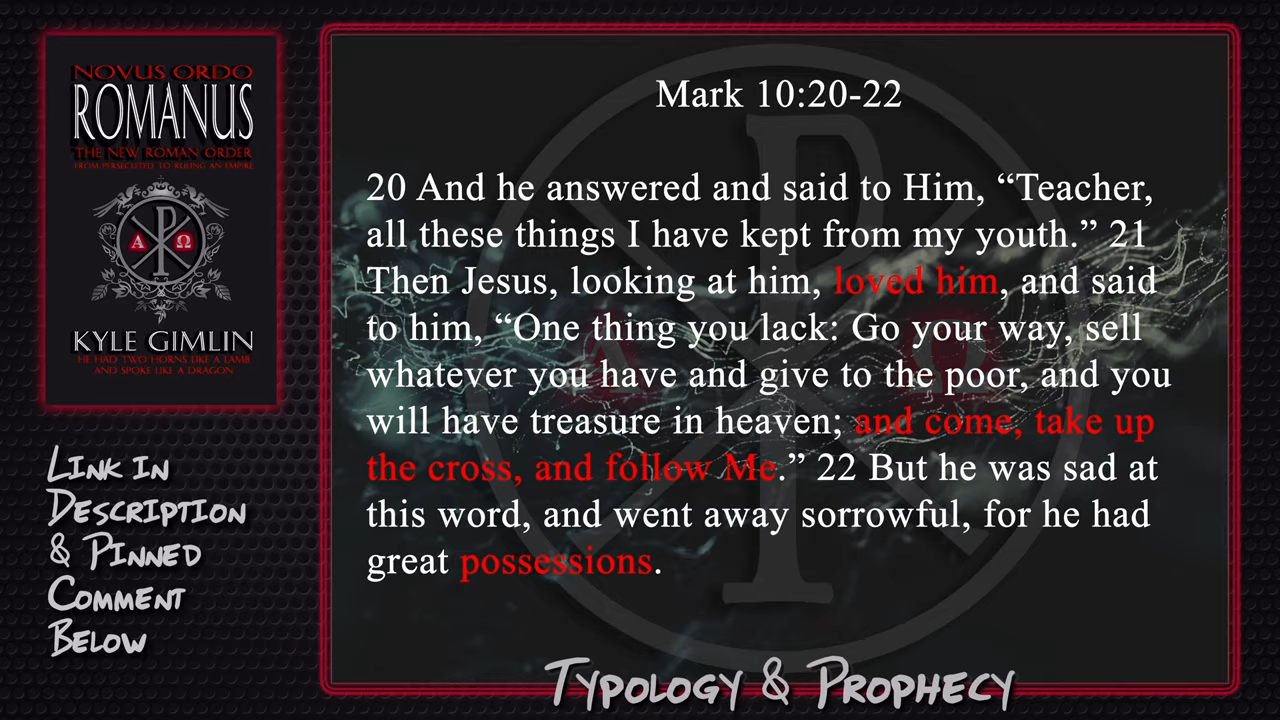 NOVUS ORDO
ROMANUS
THE NEW ROMAN ORDER
FROM PERSECUTED TO RULING AN EMPIRE
Α Ω
KYLE GIMLIN
HE HAD TWO HORNS LIKE A LAMB
AND SPOKE LIKE A DRAGON
LINK IN
DESCRIPTION
& PINNED
COMMENT
BELOW
Mark 10:20-22
20 And he answered and said to Him, “Teacher,
all these things I have kept from my youth.” 21
Then Jesus, looking at him, loved him, and said
to him, “One thing you lack: Go your way, sell
whatever you have and give to the poor, and you
will have treasure in heaven; and come, take up
the cross, and follow Me.” 22 But he was sad at
this word, and went away sorrowful, for he had
great possessions.
TYPOLOGY & PROPHECY